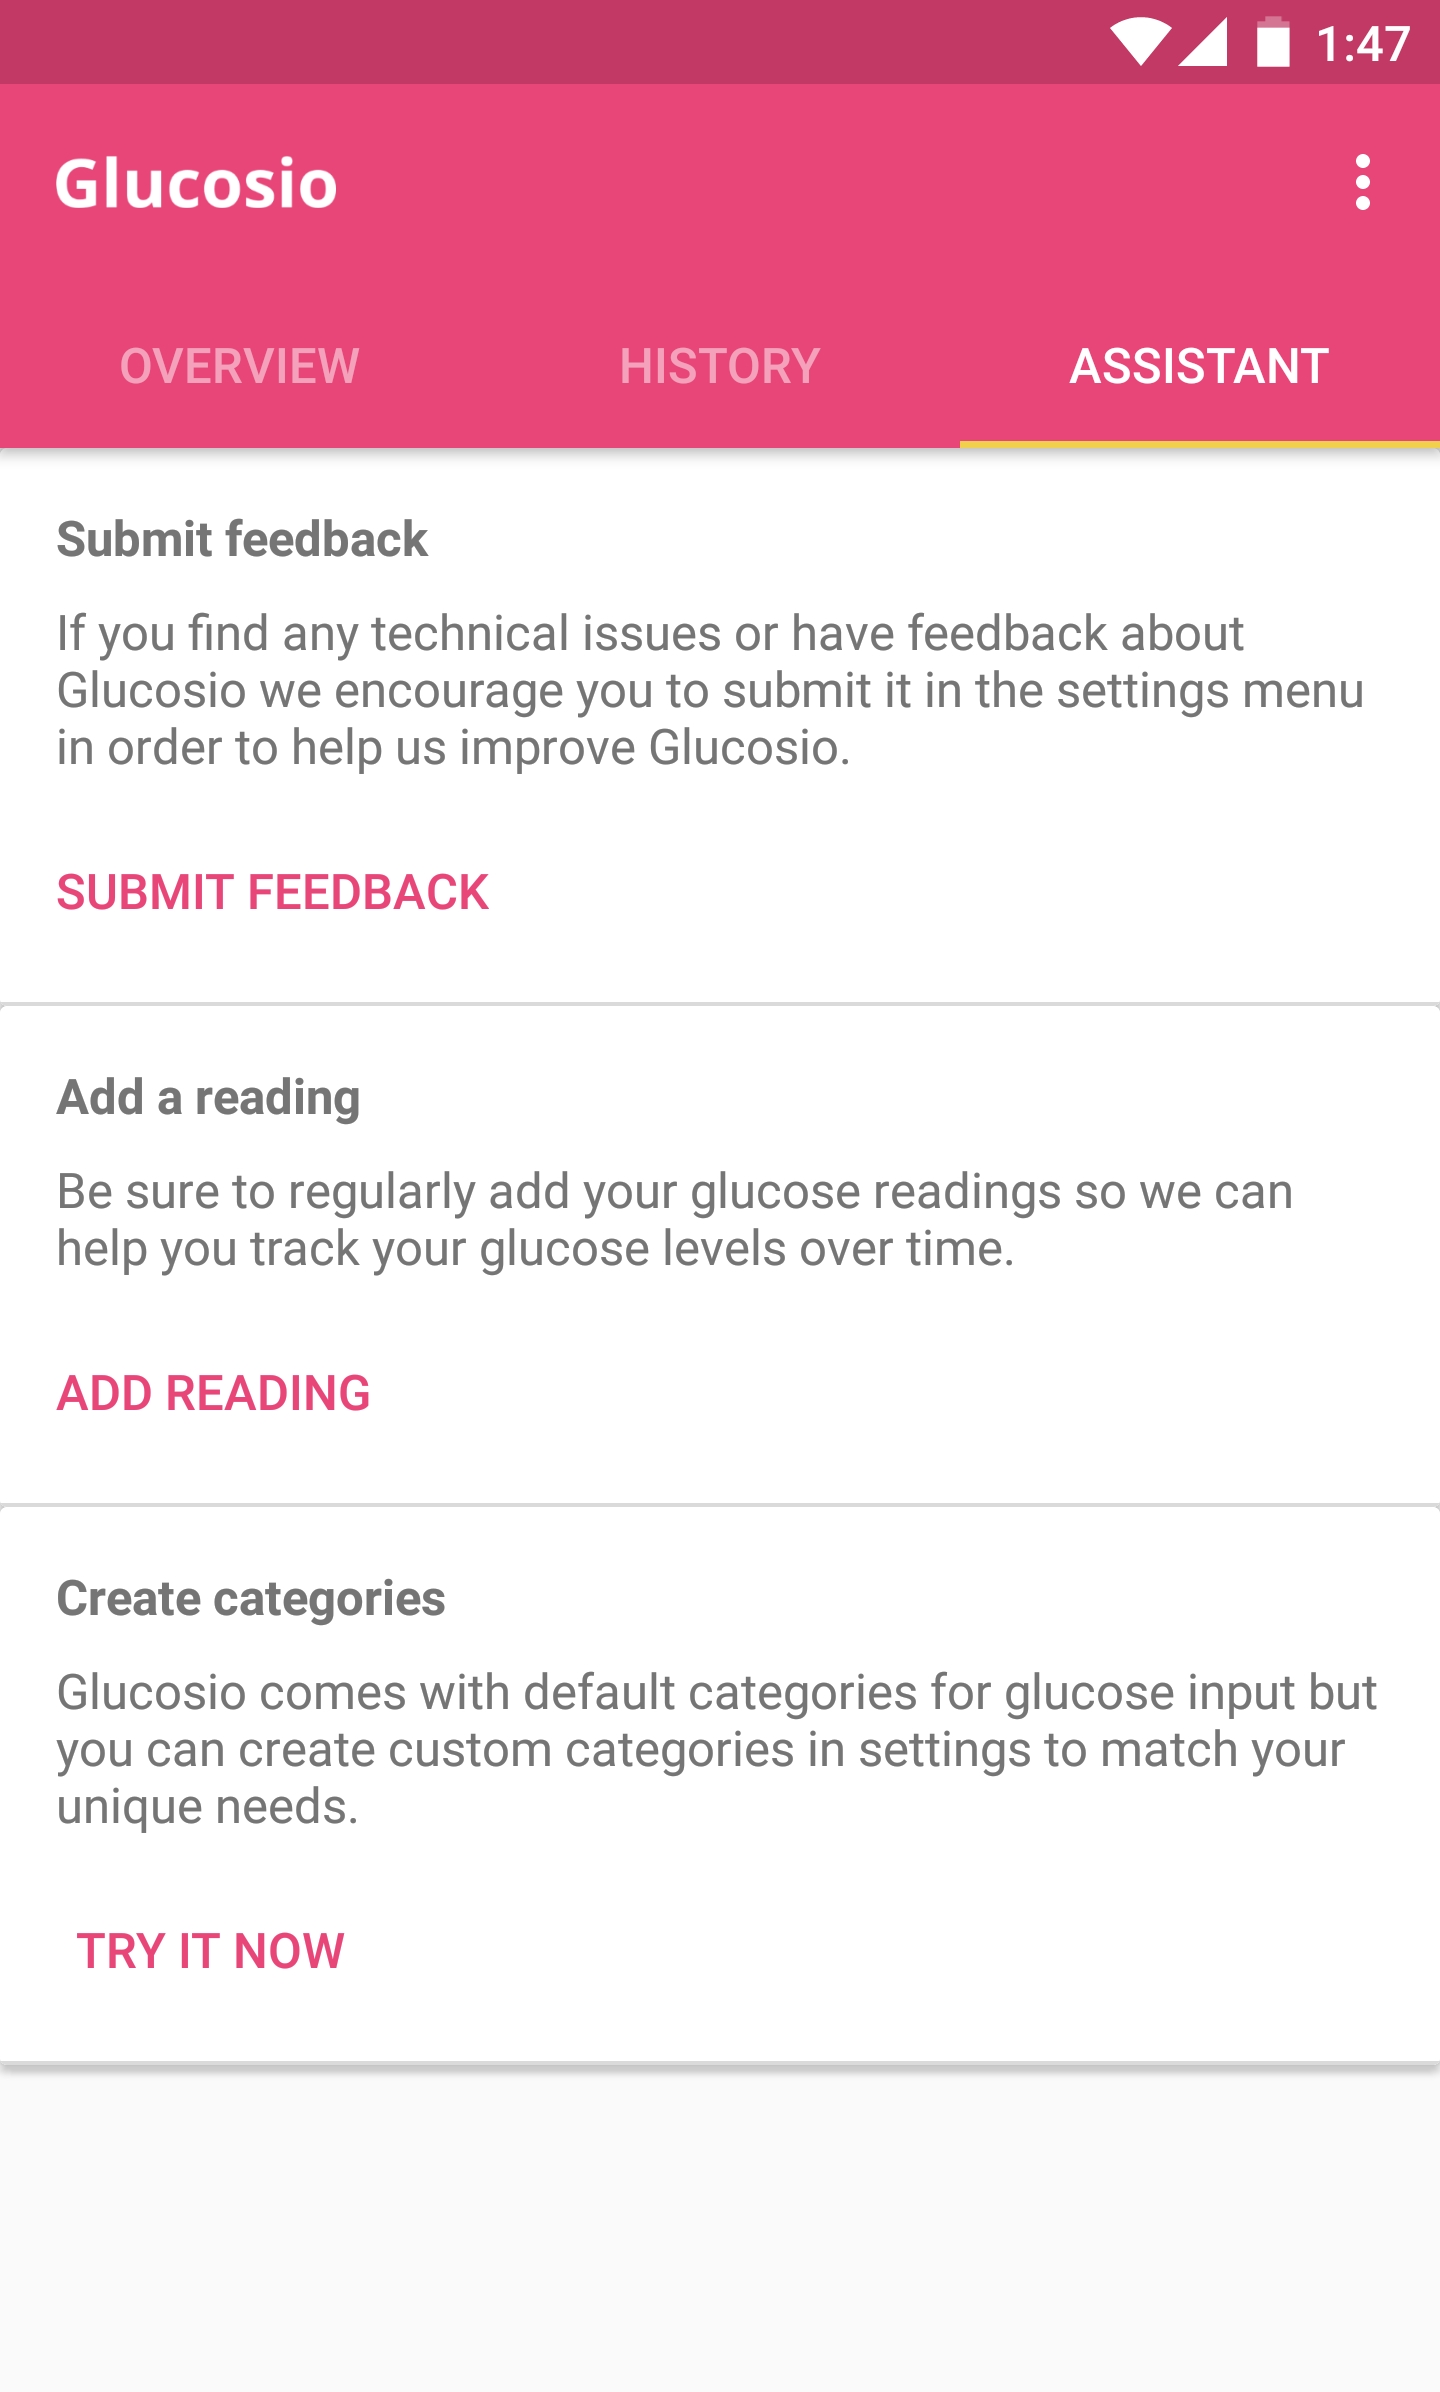 1:47
Glucosio
OVERVIEW
HISTORY
ASSISTANT
Submit feedback
If you find any technical issues or have feedback about
Glucosio we encourage you to submit it in the settings menu
in order to help us improve Glucosio.
SUBMIT FEEDBACK
Add a reading
Be sure to regularly add your glucose readings so we can
help you track your glucose levels over time.
ADD READING
Create categories
Glucosio comes with default categories for glucose input but
you can create custom categories in settings to match your
unique needs.
TRY IT NOW